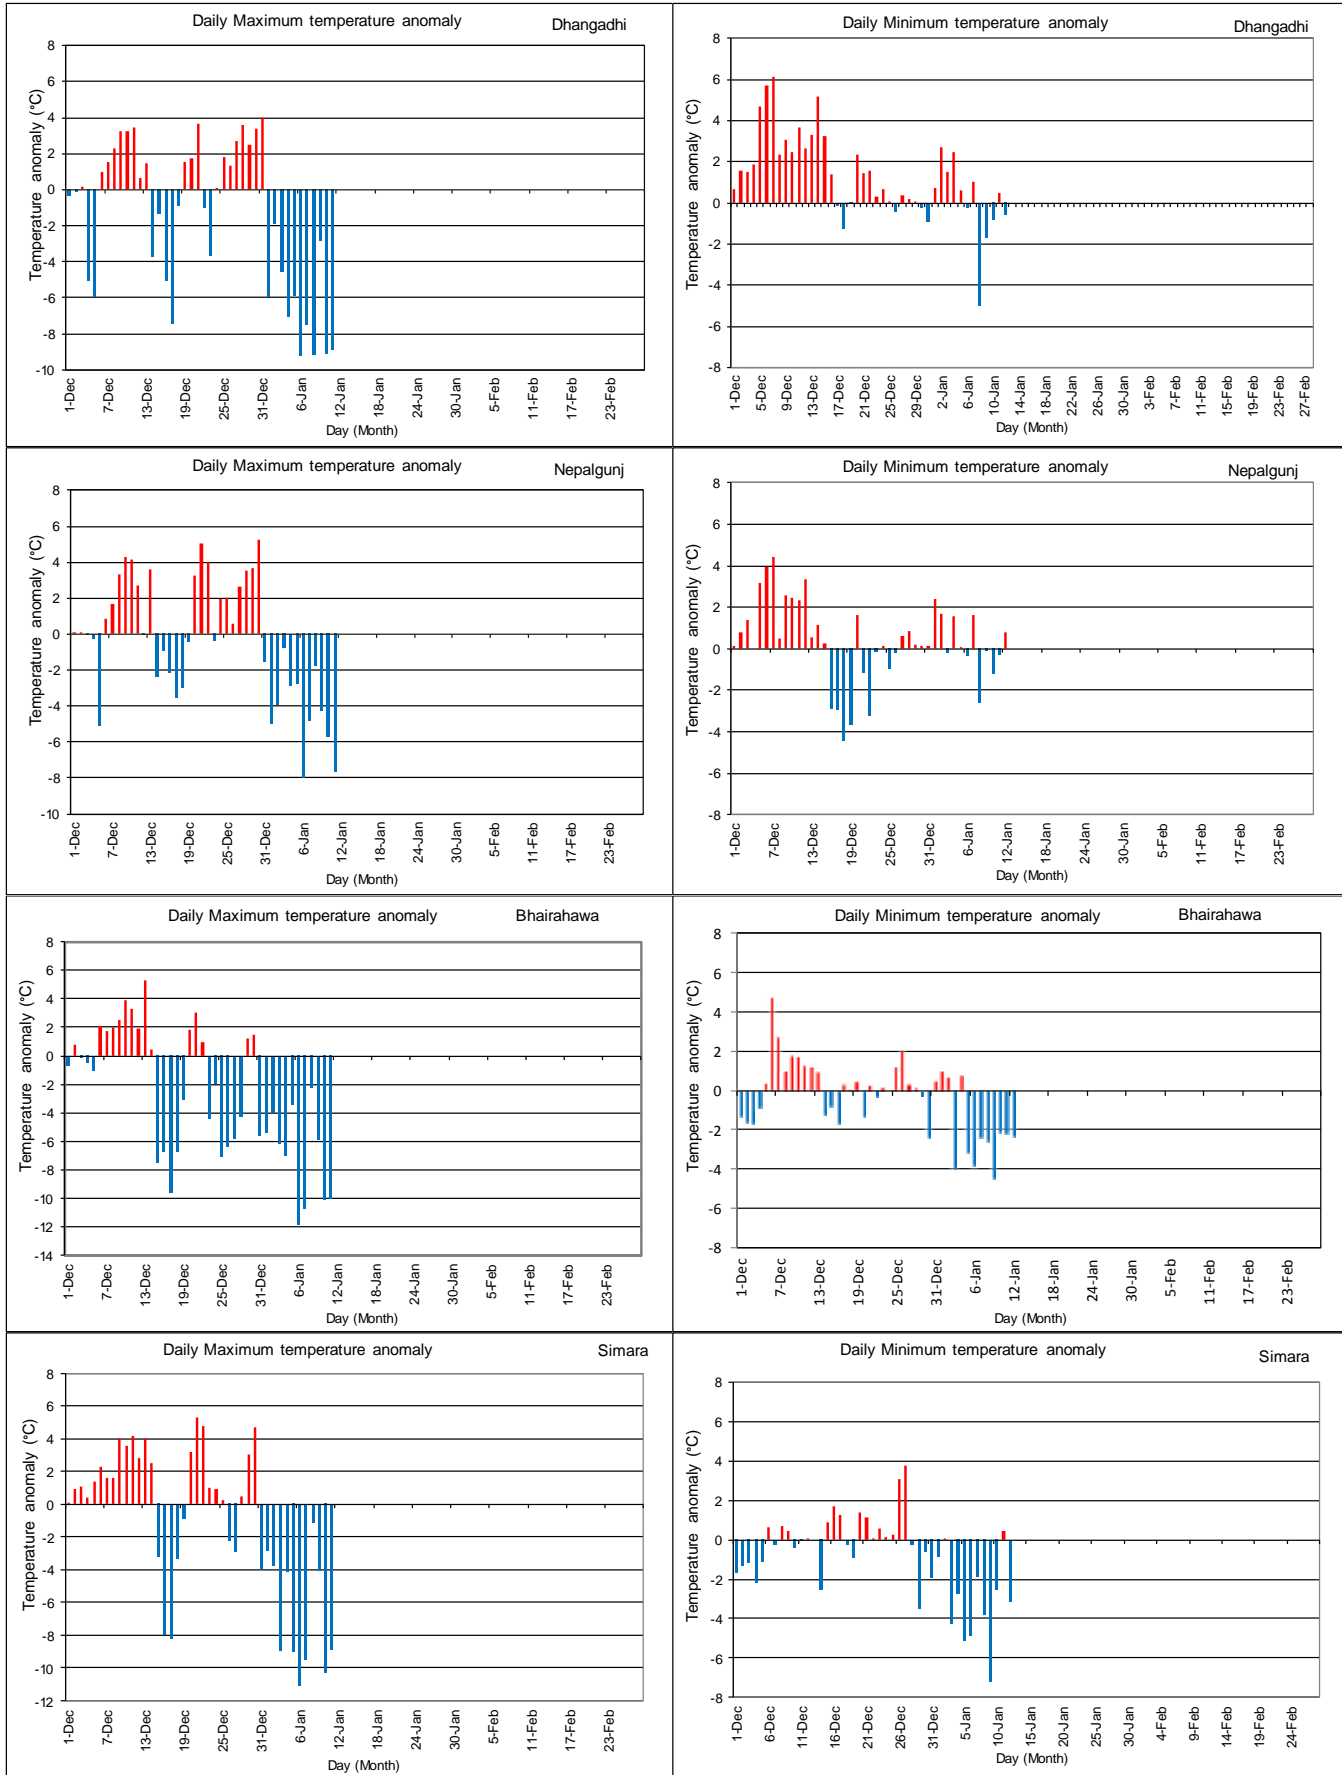 Daily Maximum temperature anomaly
Dhangadhi
Temperature anomaly (°C)
8
6
4
2
0
-2
-4
-6
-8
-10
1-Dec 7-Dec 13-Dec 19-Dec 25-Dec 31-Dec 6-Jan 12-Jan 18-Jan 24-Jan 30-Jan 5-Feb 11-Feb 17-Feb 23-Feb
Day (Month)
Daily Minimum temperature anomaly
Dhangadhi
Temperature anomaly (°C)
8
6
4
2
0
-2
-4
-6
-8
1-Dec 5-Dec 9-Dec 13-Dec 17-Dec 21-Dec 25-Dec 29-Dec 2-Jan 6-Jan 10-Jan 14-Jan 18-Jan 22-Jan 26-Jan 30-Jan 3-Feb 7-Feb 11-Feb 15-Feb 19-Feb 23-Feb 27-Feb
Day (Month)
Daily Maximum temperature anomaly
Nepalgunj
Temperature anomaly (°C)
8
6
4
2
0
-2
-4
-6
-8
-10
1-Dec 7-Dec 13-Dec 19-Dec 25-Dec 31-Dec 6-Jan 12-Jan 18-Jan 24-Jan 30-Jan 5-Feb 11-Feb 17-Feb 23-Feb
Day (Month)
Daily Minimum temperature anomaly
Nepalgunj
Temperature anomaly (°C)
8
6
4
2
0
-2
-4
-6
-8
1-Dec 7-Dec 13-Dec 19-Dec 25-Dec 31-Dec 6-Jan 12-Jan 18-Jan 24-Jan 30-Jan 5-Feb 11-Feb 17-Feb 23-Feb
Day (Month)
Daily Maximum temperature anomaly
Bhairahawa
Temperature anomaly (°C)
8
6
4
2
0
-2
-4
-6
-8
-10
-12
-14
1-Dec 7-Dec 13-Dec 19-Dec 25-Dec 31-Dec 6-Jan 12-Jan 18-Jan 24-Jan 30-Jan 5-Feb 11-Feb 17-Feb 23-Feb
Day (Month)
Daily Minimum temperature anomaly
Bhairahawa
Temperature anomaly (°C)
8
6
4
2
0
-2
-4
-6
-8
1-Dec 7-Dec 13-Dec 19-Dec 25-Dec 31-Dec 6-Jan 12-Jan 18-Jan 24-Jan 30-Jan 5-Feb 11-Feb 17-Feb 23-Feb
Day (Month)
Daily Maximum temperature anomaly
Simara
Temperature anomaly (°C)
8
6
4
2
0
-2
-4
-6
-8
-10
-12
1-Dec 7-Dec 13-Dec 19-Dec 25-Dec 31-Dec 6-Jan 12-Jan 18-Jan 24-Jan 30-Jan 5-Feb 11-Feb 17-Feb 23-Feb
Day (Month)
Daily Minimum temperature anomaly
Simara
Temperature anomaly (°C)
8
6
4
2
0
-2
-4
-6
-8
1-Dec 6-Dec 11-Dec 16-Dec 21-Dec 26-Dec 31-Dec 5-Jan 10-Jan 15-Jan 20-Jan 25-Jan 30-Jan 4-Feb 9-Feb 14-Feb 19-Feb 24-Feb
Day (Month)